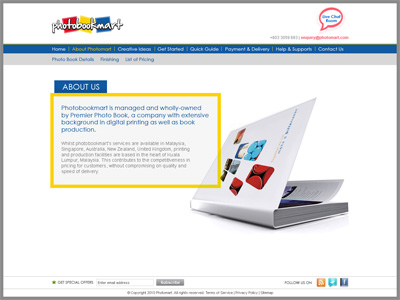 photobookmart
Live Chat
Room
enquiry@photomart.com
Home | About Photomart | Creative Ideas | Get Started | Quick Guide | Payment & Delivery | Help & Supports | Contact Us
Photo Book Details Finishing List of Pricing
ABOUT US
Photobookmart is managed and wholly-owned
by Premier Photo Book, a company with extensive
background in digital printing as well as book
production.
Whilst photobookmart's services are available in Malaysia,
Singapore, Australia, New Zealand, United Kingdom, printing
and production facilities are based in the heart of Kuala
Lumpur, Malaysia. This contributes to the competitiveness in
pricing for customers, without compromising on quality and
speed of delivery.
GET SPECIAL OFFERS Enter email address Subscribe FOLLOW US ON
© Copyright 2010 Photomart. All rights reserved. Terms of Service | Privacy Policy | Sitemap